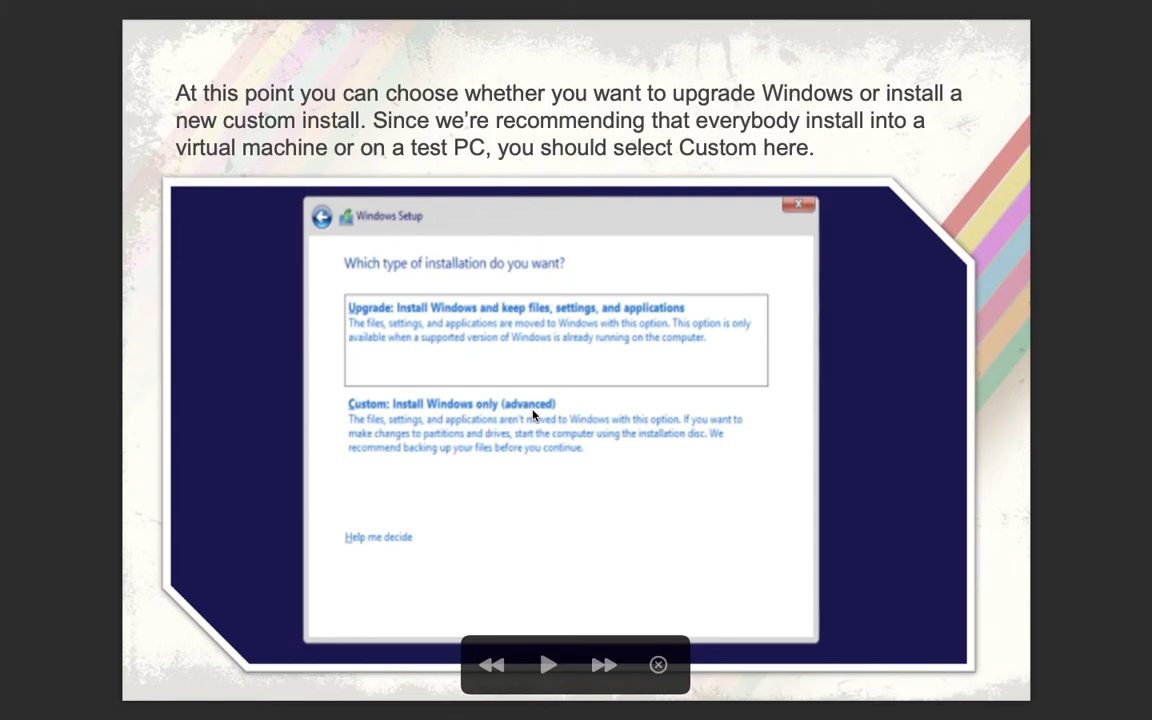 At this point you can choose whether you want to upgrade Windows or install a
new custom install. Since we’re recommending that everybody install into a
virtual machine or on a test PC, you should select Custom here.
Windows Setup
x
Which type of installation do you want?
Upgrade: Install Windows and keep files, settings, and applications
The files, settings, and applications are moved to Windows with this option. This option is only
available when a supported version of Windows is already running on the computer.
Custom: Install Windows only (advanced)
The files, settings, and applications aren't moved to Windows with this option. If you want to
make changes to partitions and drives, start the computer using the installation disc. We
recommend backing up your files before you continue.
Help me decide